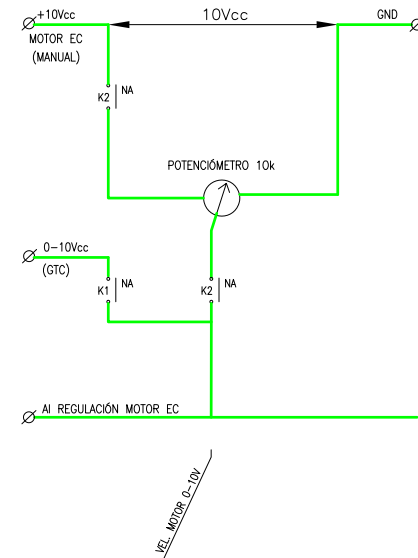 +10Vcc
10Vcc
GND
MOTOR EC
(MANUAL)
K2
NA
POTENCIÓMETRO 10k
0-10Vcc
(GTC)
K1
NA
K2
NA
AI REGULACIÓN MOTOR EC
VEL. MOTOR 0-10V